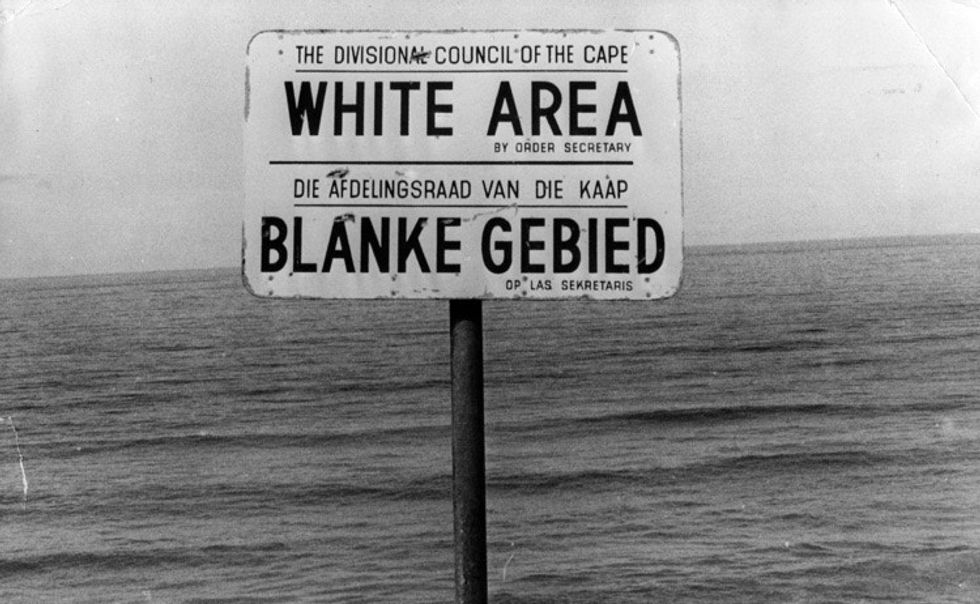 THE DIVISIONAL COUNCIL OF THE CAPE
WHITE AREA
BY ORDER SECRETARY
DIE AFDELINGSRAAD VAN DIE KAAP
BLANKE GEBIED
OP LAS SEKRETARIS